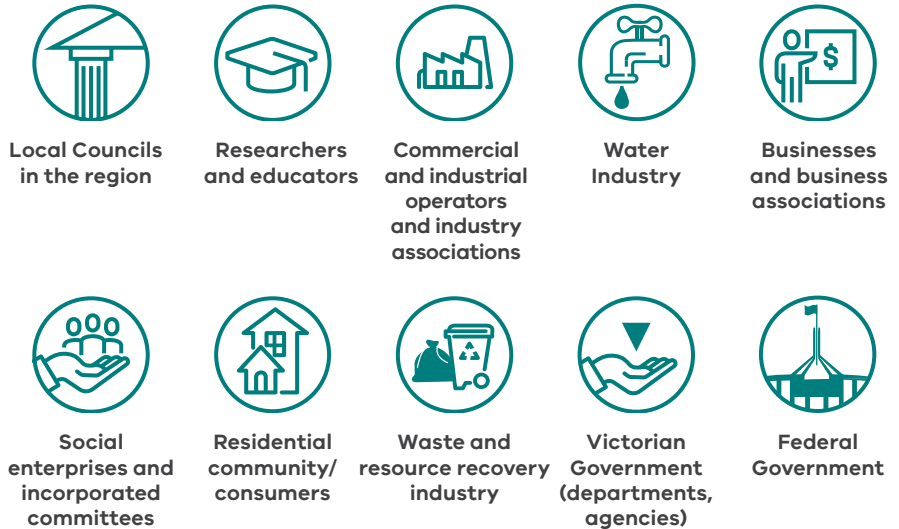 $
Local Councils
in the region
Researchers
and educators
Commercial
and industrial
operators
and industry
associations
Water
Industry
Businesses
and business
associations
Social
enterprises and
incorporated
committees
Residential
community/
consumers
Waste and
resource recovery
industry
Victorian
Government
(departments,
agencies)
Federal
Government